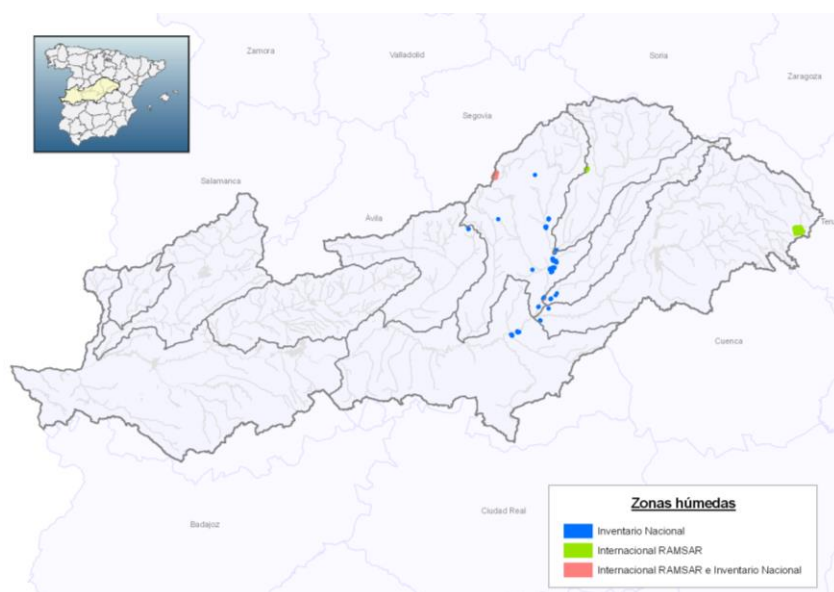 Zamora
Valladolid
Soria
Zaragoza
Segovia
Salamanca
Ávila
Teru
Cuenca
Ciudad Real
Badajoz
Zonas húmedas
Inventario Nacional
Internacional RAMSAR
Internacional RAMSAR e Inventario Nacional